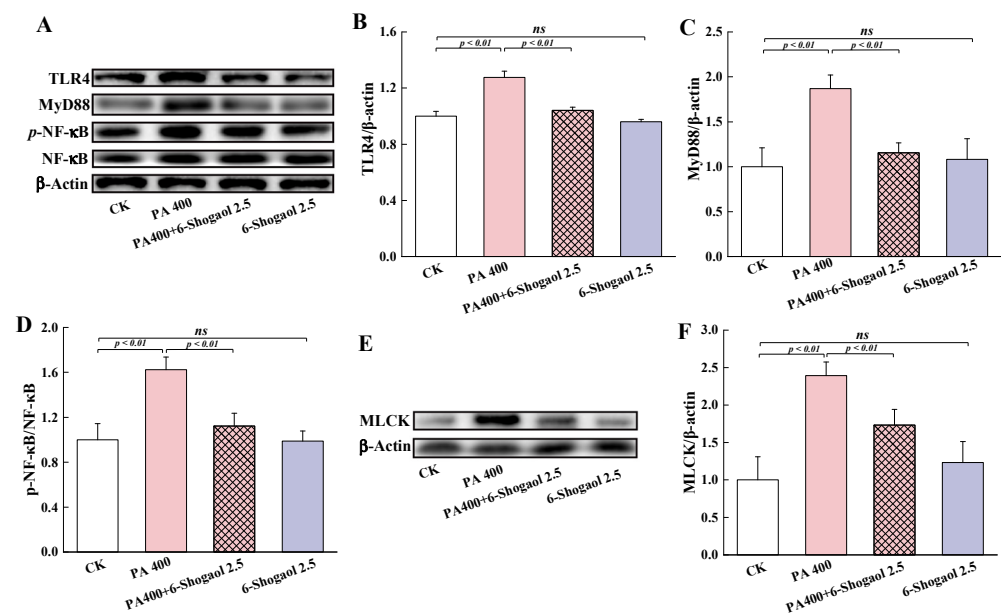 A
TLR4
MyD88
p-NF-κB
NF-κB
β-Actin
CK
PA 400
PA400+6-Shogaol 2.5
6-Shogaol 2.5
B
TLR4/β-actin
1.6
1.2
0.8
0.4
0.0
ns
p < 0.01
p < 0.01
CK
PA 400
PA400+6-Shogaol 2.5
6-Shogaol 2.5
C
MyD88/β-actin
2.5
2.0
1.5
1.0
0.5
0.0
ns
p < 0.01
p < 0.01
CK
PA 400
PA400+6-Shogaol 2.5
6-Shogaol 2.5
D
p-NF-κB/NF-κB
2.0
1.6
1.2
0.8
0.4
0.0
ns
p < 0.01
p < 0.01
CK
PA 400
PA400+6-Shogaol 2.5
6-Shogaol 2.5
E
MLCK
β-Actin
CK
PA 400
PA400+6-Shogaol 2.5
6-Shogaol 2.5
F
MLCK/β-actin
3.0
2.5
2.0
1.5
1.0
0.5
0.0
ns
p < 0.01
p < 0.01
CK
PA 400
PA400+6-Shogaol 2.5
6-Shogaol 2.5